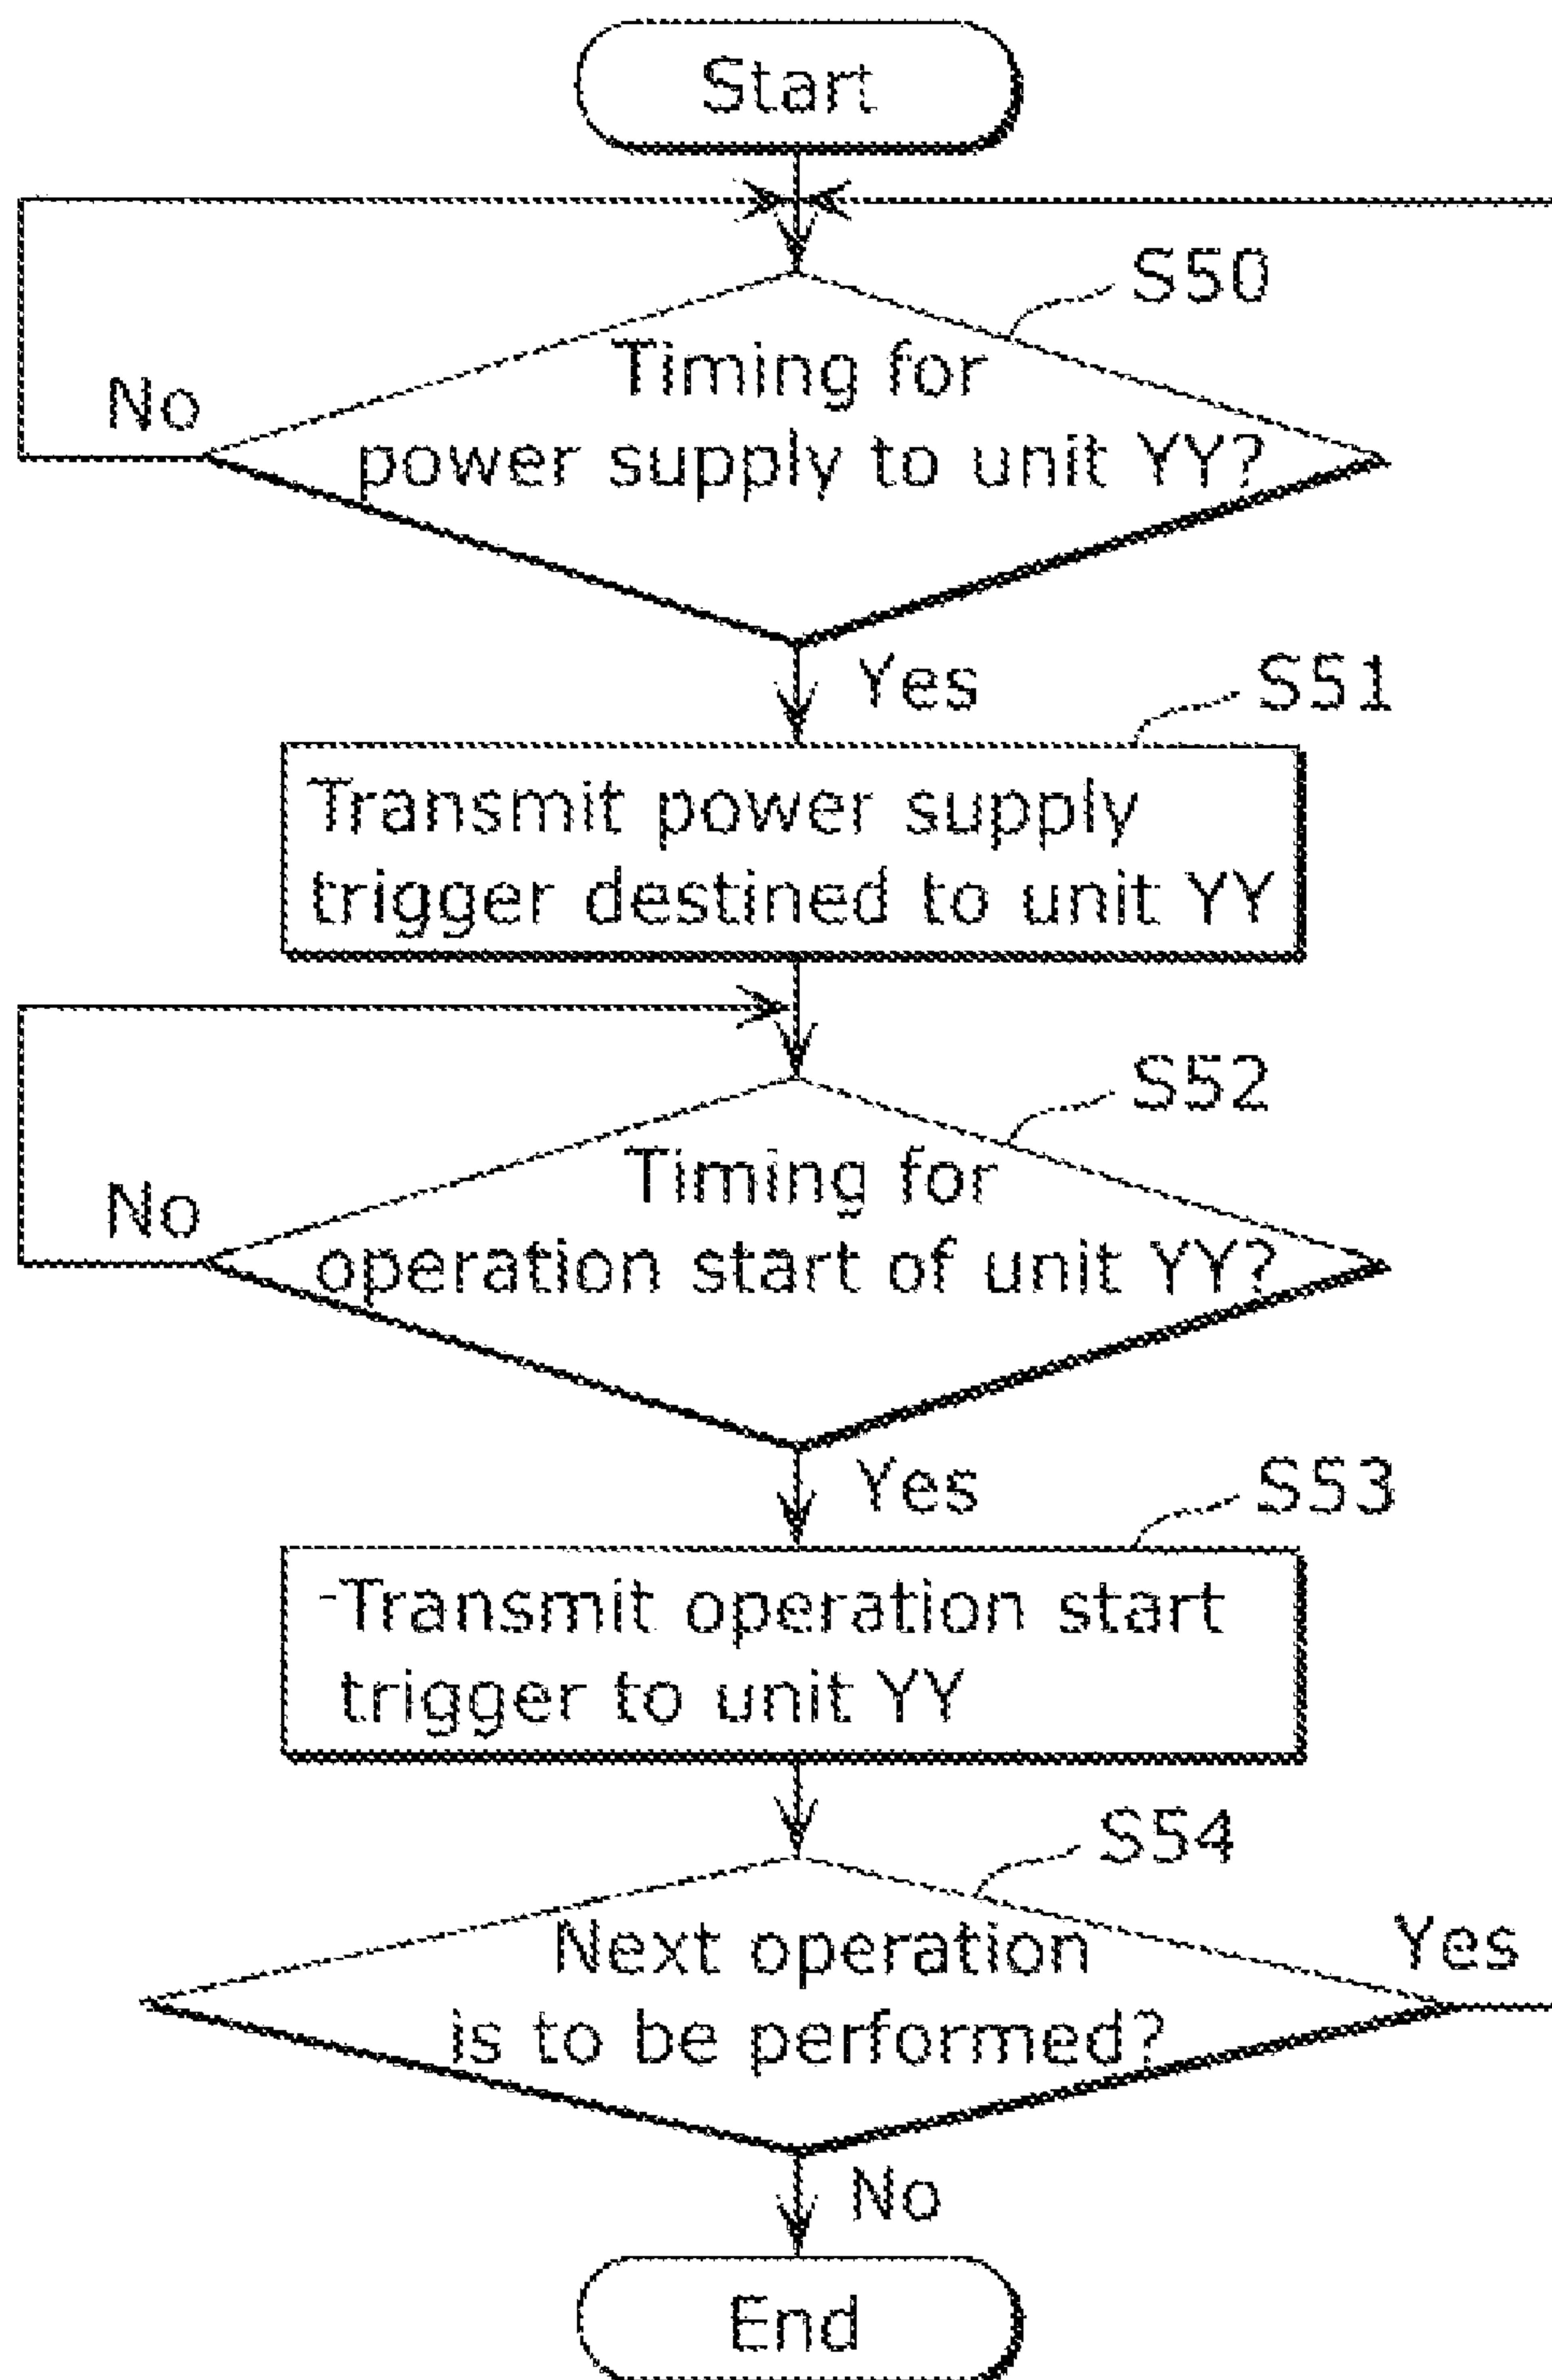 Start
S50
Timing for
No
power supply to unit YY?
Yes
S51
Transmit power supply
trigger destined to unit YY
S52
Timing for
No
operation start of unit YY?
Yes
S53
Transmit operation start
trigger to unit YY
S54
Next operation
Yes
is to be performed?
No
End